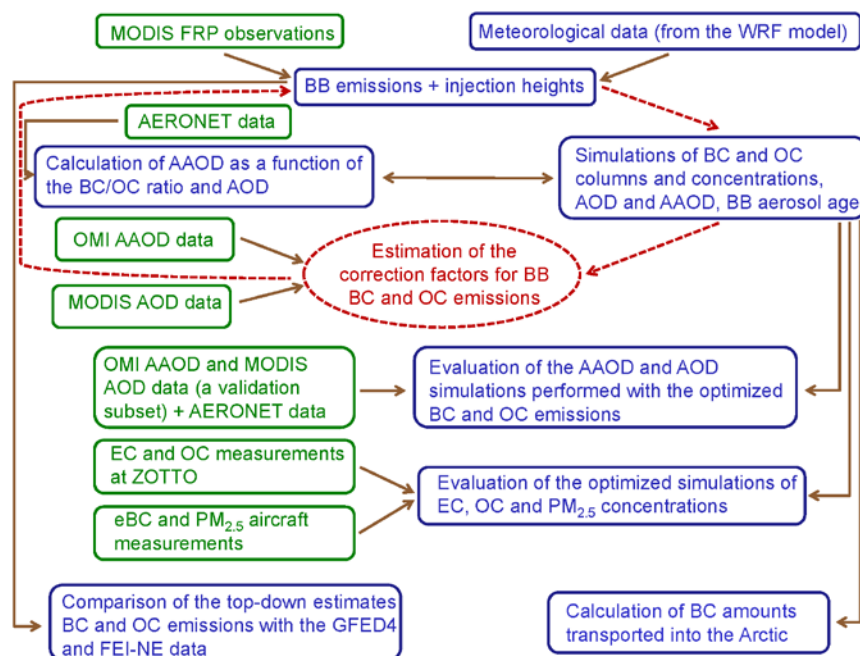 MODIS FRP observations
Meteorological data (from the WRF model)
BB emissions + injection heights
AERONET data
Calculation of AAOD as a function of
the BC/OC ratio and AOD
Simulations of BC and OC
columns and concentrations,
AOD and AAOD, BB aerosol age
OMI AAOD data
MODIS AOD data
Estimation of the
correction factors for BB
BC and OC emissions
OMI AAOD and MODIS
AOD data (a validation
subset) + AERONET data
Evaluation of the AAOD and AOD
simulations performed with the optimized
BC and OC emissions
EC and OC measurements
at ZOTTO
eBC and PM2.5 aircraft
measurements
Evaluation of the optimized simulations of
EC, OC and PM2.5 concentrations
Comparison of the top-down estimates
BC and OC emissions with the GFED4
and FEI-NE data
Calculation of BC amounts
transported into the Arctic